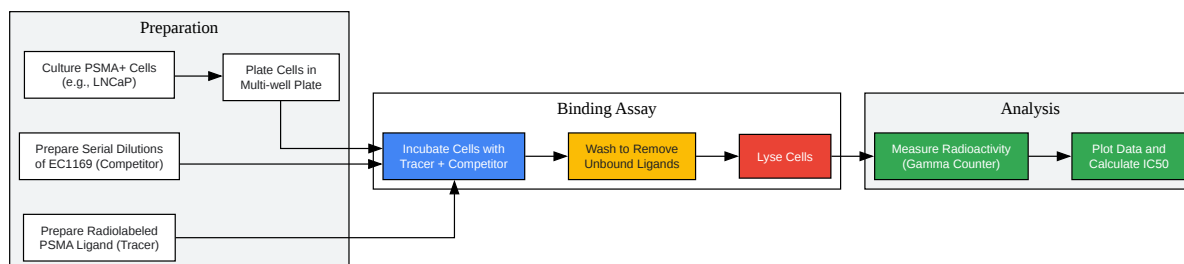 Preparation
Culture PSMA+ Cells
(e.g., LNCaP)
Plate Cells in
Multi-well Plate
Prepare Serial Dilutions
of EC1169 (Competitor)
Prepare Radiolabeled
PSMA Ligand (Tracer)
Binding Assay
Incubate Cells with
Tracer + Competitor
Wash to Remove
Unbound Ligands
Lyse Cells
Analysis
Measure Radioactivity
(Gamma Counter)
Plot Data and
Calculate IC50